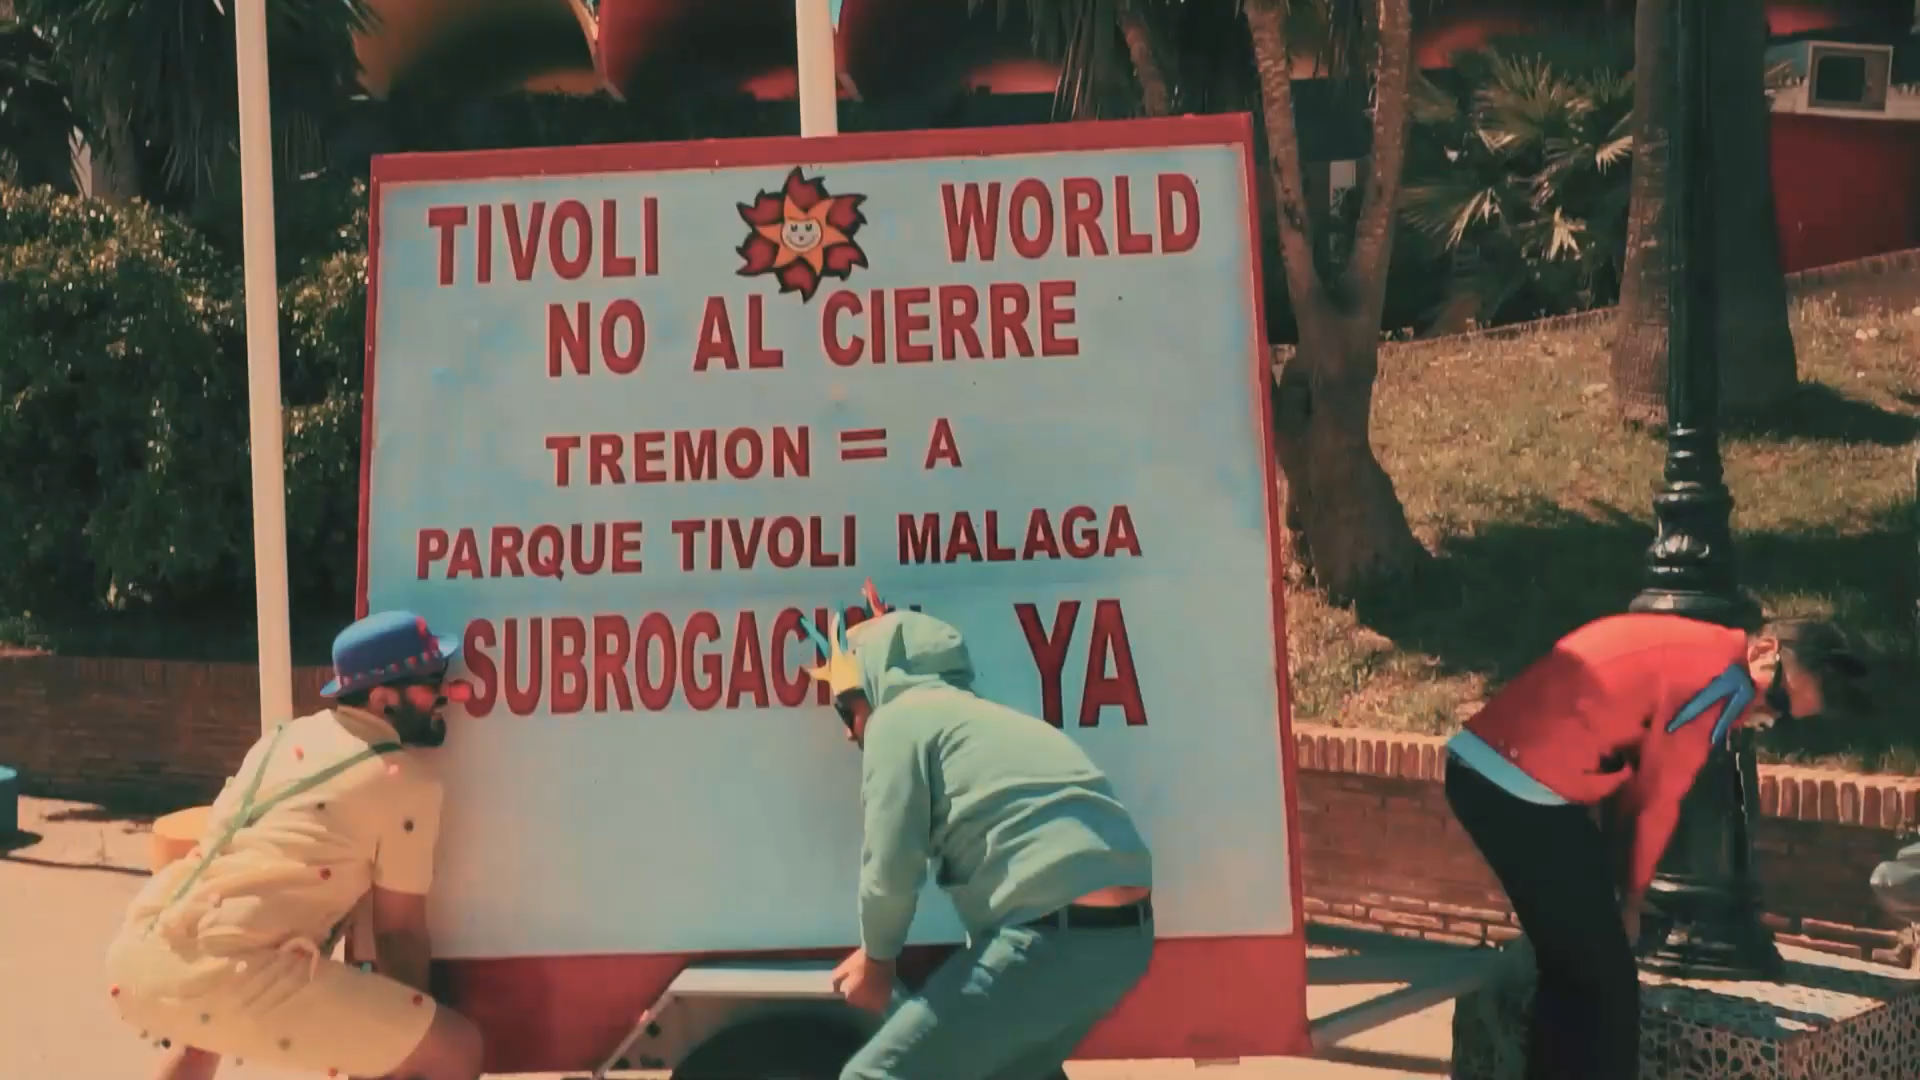 TIVOLI WORLD
NO AL CIERRE
TREMON = A
PARQUE TIVOLI MALAGA
YA